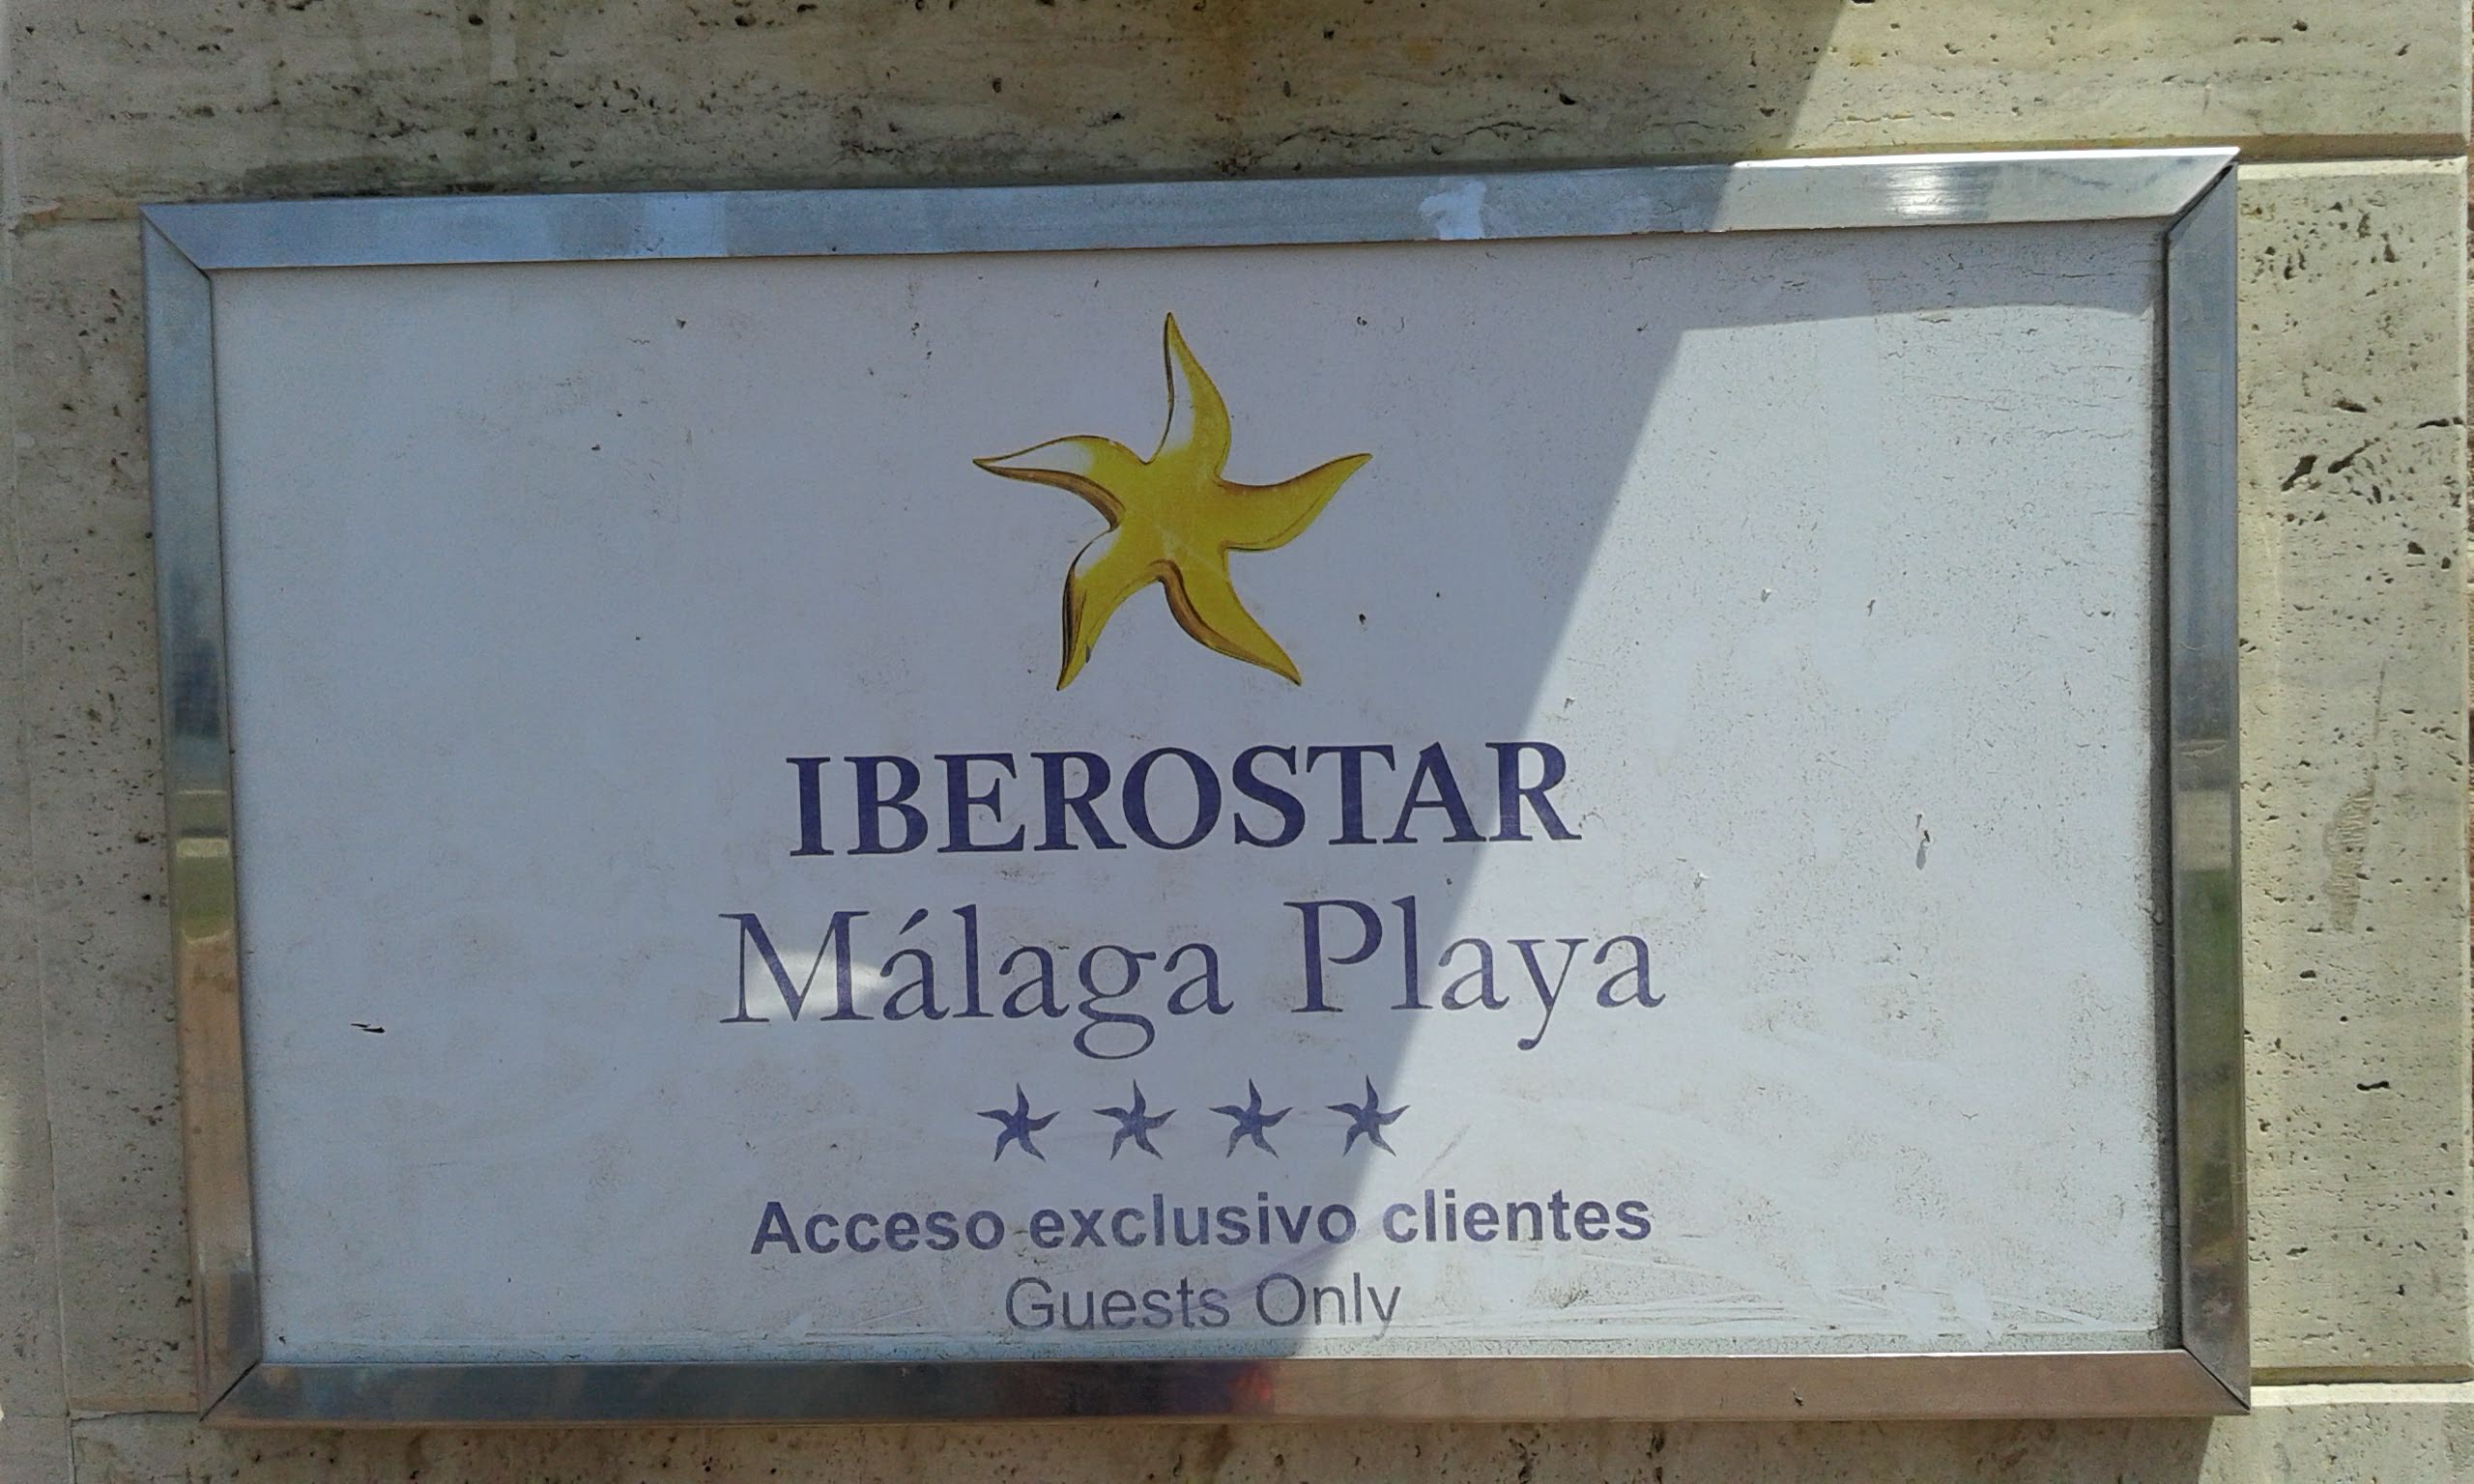 IBEROSTAR
Málaga Playa
Acceso exclusivo clientes
Guests Only